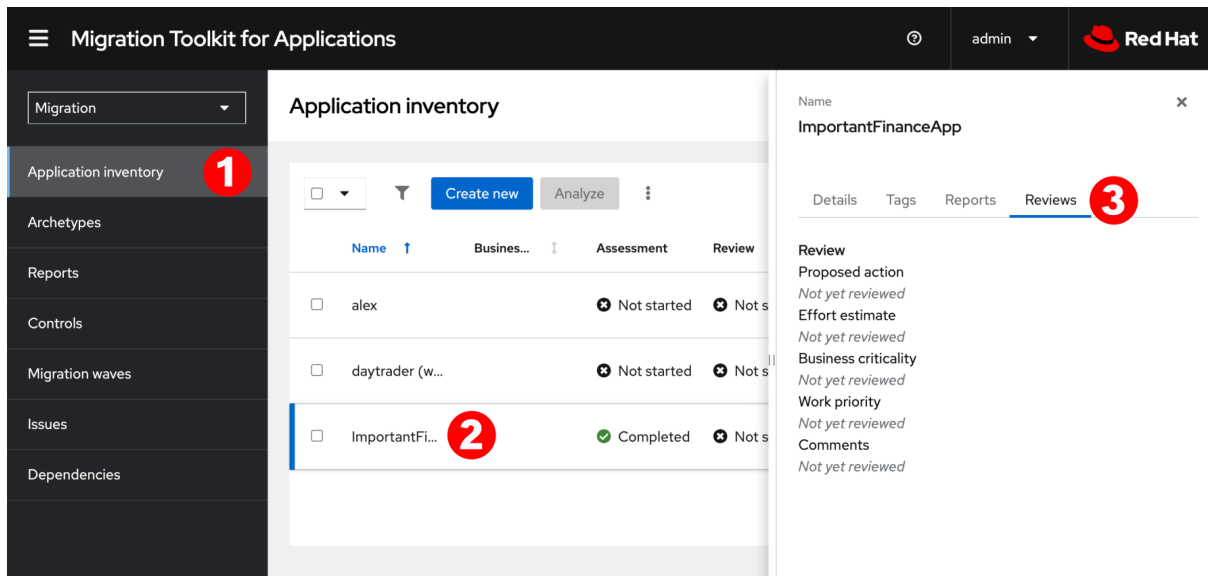 Migration Toolkit for Applications
admin
Red Hat
Migration
Application inventory
1
Archetypes
Reports
Controls
Migration waves
Issues
Dependencies
Application inventory
Create new
Analyze
Name
Busines...
Assessment
Review
alex
Not started
Not s
daytrader (w...
Not started
Not s
ImportantFi...
2
Completed
Not s
Name
ImportantFinanceApp
Details
Tags
Reports
Reviews
3
Review
Proposed action
Not yet reviewed
Effort estimate
Not yet reviewed
Business criticality
Not yet reviewed
Work priority
Not yet reviewed
Comments
Not yet reviewed